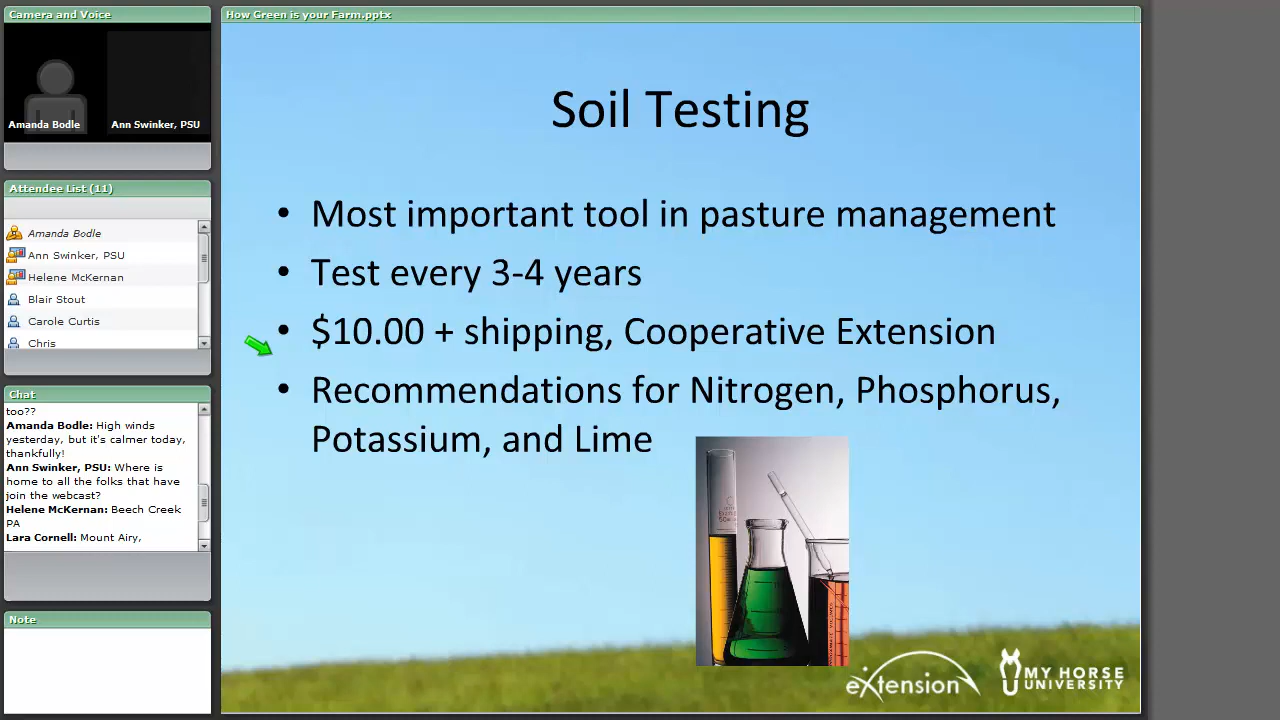 Camera and Voice
Amanda Bodle
Ann Swinker, PSU
Attendee List (11)
Amanda Bodle
Ann Swinker, PSU
Helene McKernan
Blair Stout
Carole Curtis
Chris
Chat
too??
Amanda Bodle: High winds
yesterday, but it's calmer today,
thankfully!
Ann Swinker, PSU: Where is
home to all the folks that have
join the webcast?
Helene McKernan: Beech Creek
PA
Lara Cornell: Mount Airy,
Note
How Green is your Farm.pptx
Soil Testing
• Most important tool in pasture management
• Test every 3-4 years
• $10.00 + shipping, Cooperative Extension
• Recommendations for Nitrogen, Phosphorus,
Potassium, and Lime
eXtension
MY HORSE
UNIVERSITY